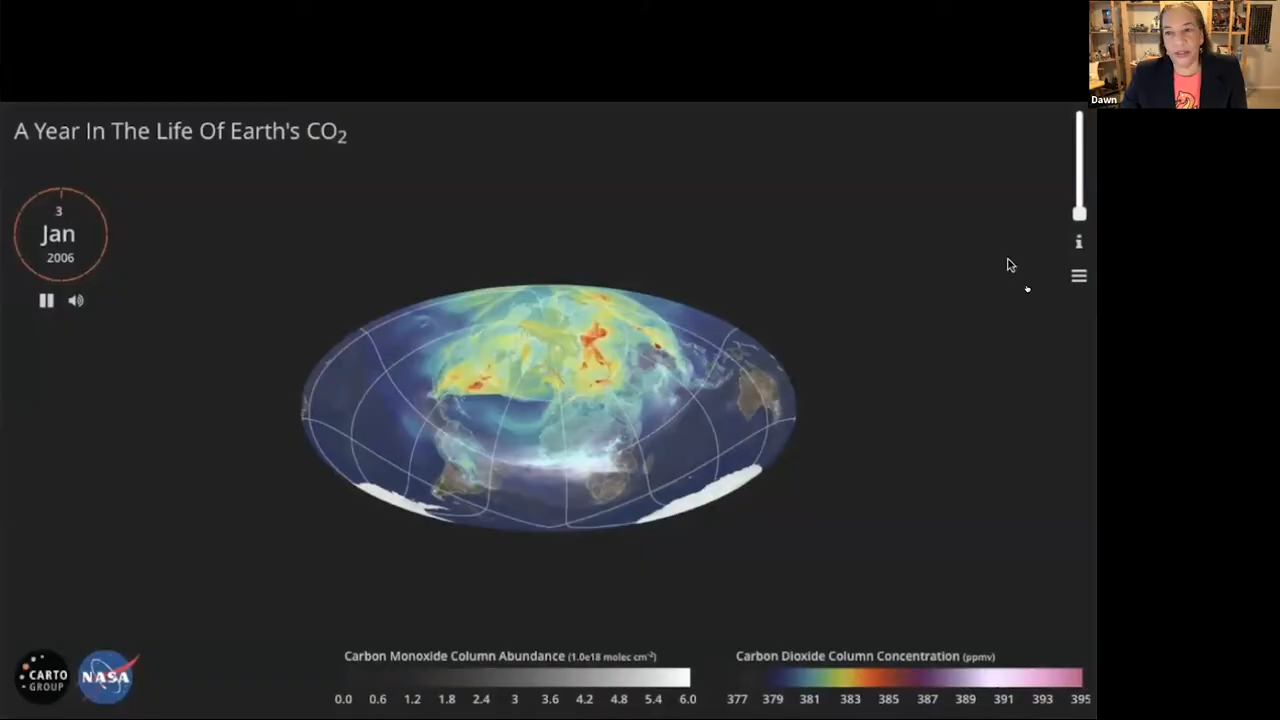 Dawn
A Year In The Life Of Earth's CO₂
3
Jan
2006
CARTO
GROUP
NASA
Carbon Monoxide Column Abundance (1.0e18 molec cm⁻²)
0.0 0.6 1.2 1.8 2.4 3 3.6 4.2 4.8 5.4 6.0
Carbon Dioxide Column Concentration (ppmv)
377 379 381 383 385 387 389 391 393 395